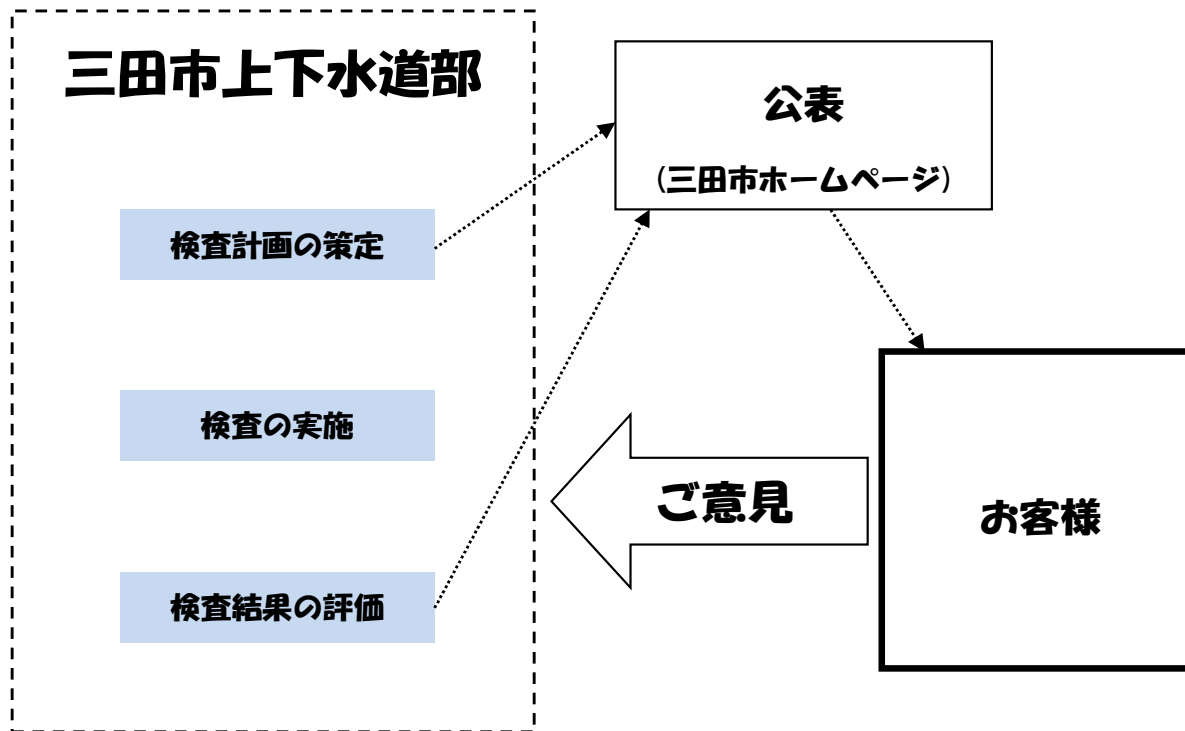 三田市上下水道部
公表
(三田市ホームページ)
検査計画の策定
検査の実施
ご意見
お客様
検査結果の評価